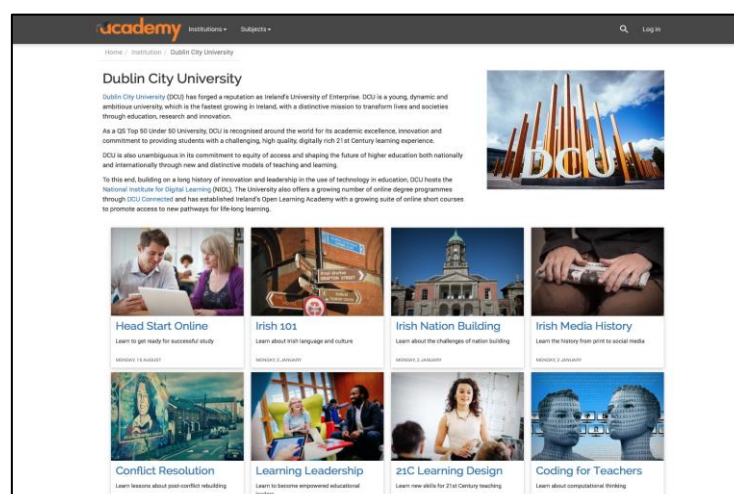 ucademy Institutions Subjects Log in
Home / Institution / Dublin City University
Dublin City University
Dublin City University (DCU) has forged a reputation as Ireland's University of Enterprise. DCU is a young, dynamic and
ambitious university, which is the fastest growing in Ireland, with a distinctive mission to transform lives and societies
through education, research and innovation.
As a QS Top 50 Under 50 University, DCU is recognised around the world for its academic excellence, innovation and
commitment to providing students with a challenging, high quality, digitally rich 21st Century learning experience.
DCU is also unambiguous in its commitment to equity of access and shaping the future of higher education both nationally
and internationally through new and distinctive models of teaching and learning.
To this end, building on a long history of innovation and leadership in the use of technology in education, DCU hosts the
National Institute for Digital Learning (NIDL). The University also offers a growing number of online degree programmes
through DCU Connected and has established Ireland's Open Learning Academy with a growing suite of online short courses
to promote access to new pathways for life-long learning.
DCU
Head Start Online
Learn to get ready for successful study
Irish 101
Learn about Irish language and culture
MONDAY, 2 JANUARY
Irish Nation Building
Learn about the challenges of nation building
MONDAY, 2 JANUARY
Irish Media History
Learn the history from print to social media
MONDAY, 2 JANUARY
Conflict Resolution
Learn lessons about post-conflict rebuilding
Learning Leadership
Learn to become empowered educational
leaders
21C Learning Design
Learn new skills for 21st Century teaching
Coding for Teachers
Learn about computational thinking